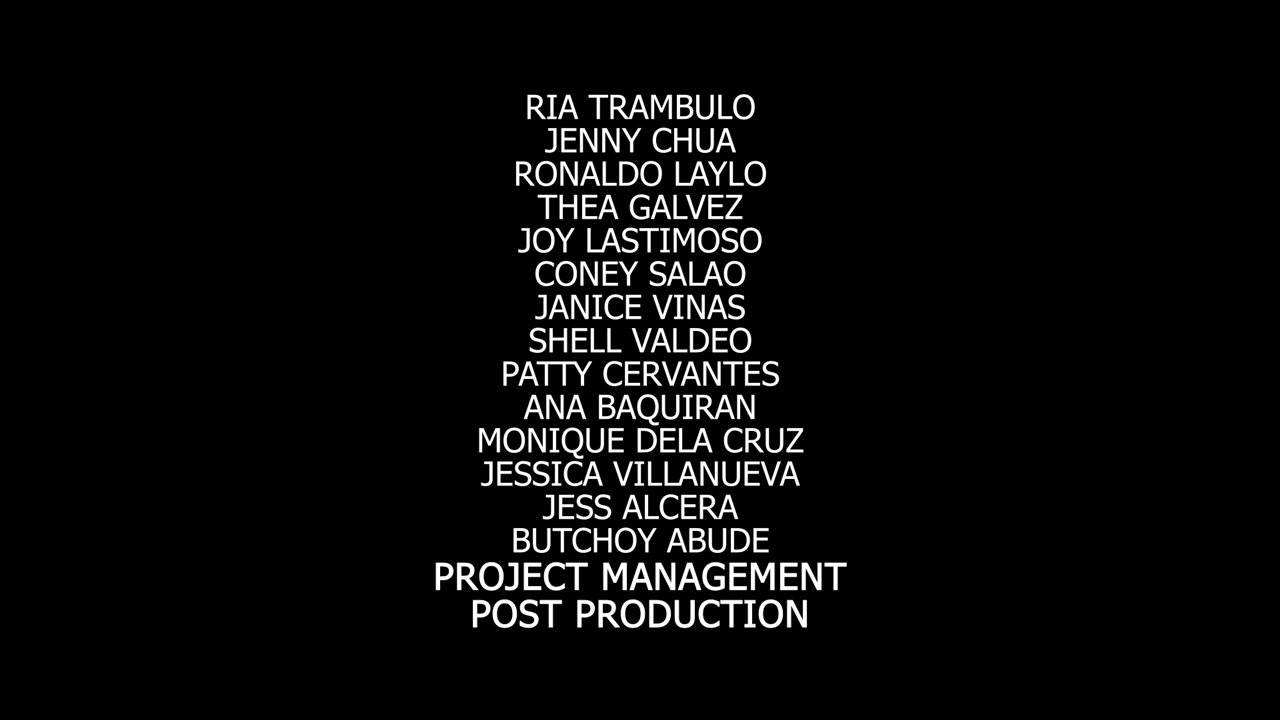 RIA TRAMBULO
JENNY CHUA
RONALDO LAYLO
THEA GALVEZ
JOY LASTIMOSO
CONEY SALAO
JANICE VINAS
SHELL VALDEO
PATTY CERVANTES
ANA BAQUIRAN
MONIQUE DELA CRUZ
JESSICA VILLANUEVA
JESS ALCERA
BUTCHOY ABUDE
PROJECT MANAGEMENT
POST PRODUCTION